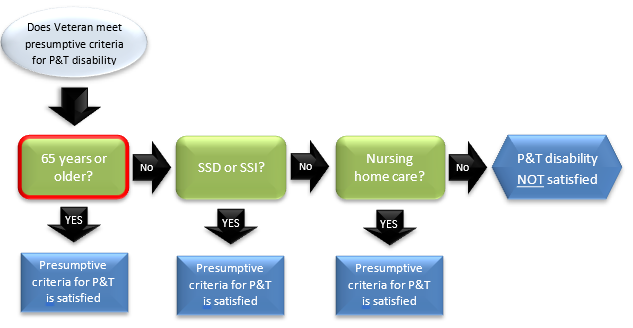 Does Veteran meet
presumptive criteria
for P&T disability
65 years or
older?
No
SSD or SSI?
No
Nursing
home care?
No
P&T disability
NOT satisfied
YES
YES
YES
Presumptive
criteria for P&T
is satisfied
Presumptive
criteria for P&T
is satisfied
Presumptive
criteria for P&T
is satisfied